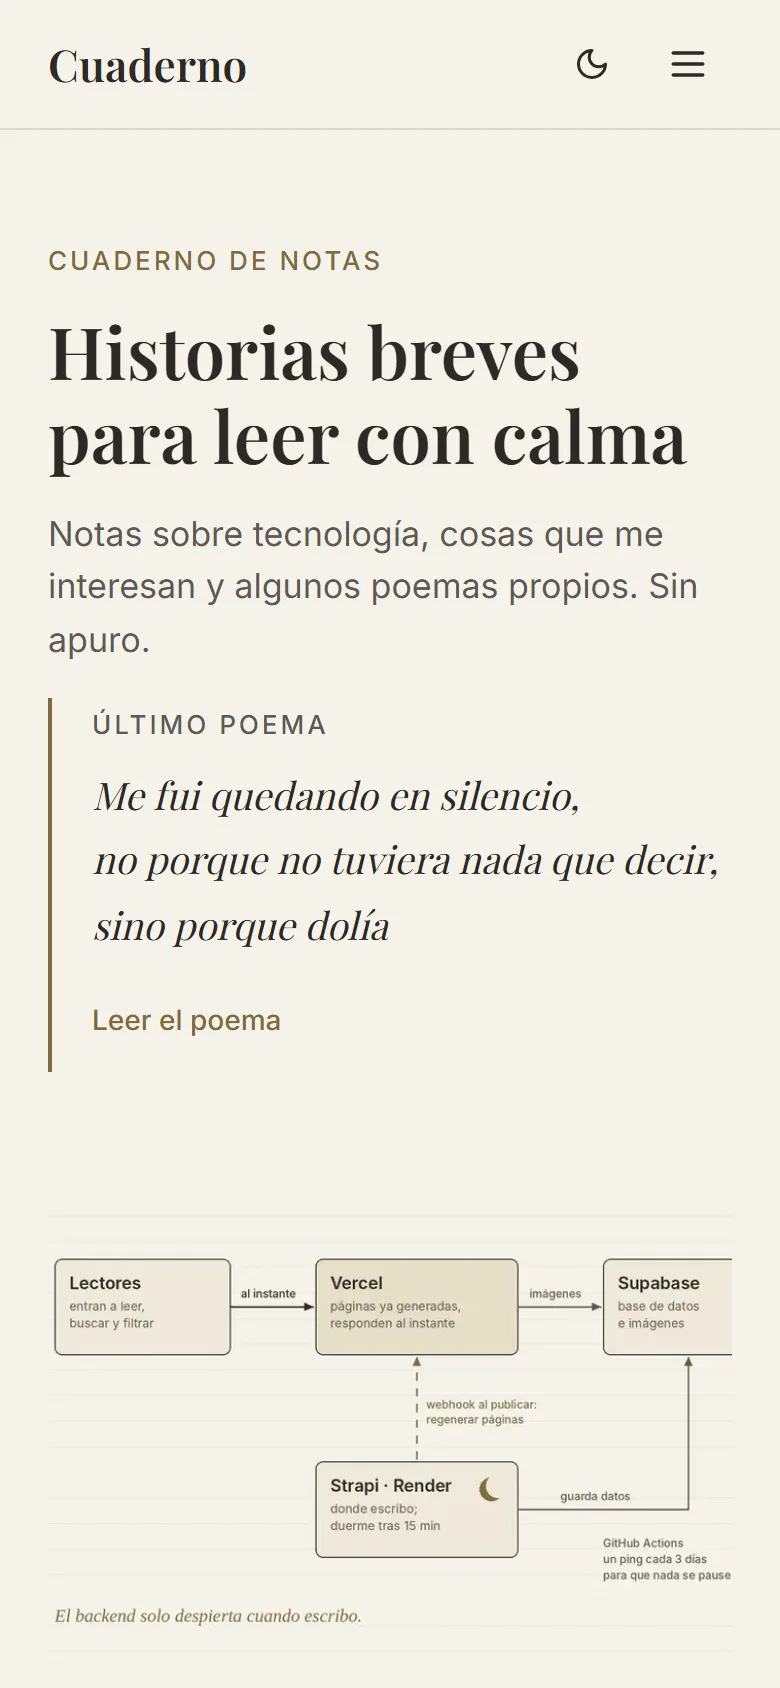 Cuaderno
CUADERNO DE NOTAS
Historias breves
para leer con calma
Notas sobre tecnología, cosas que me
interesan y algunos poemas propios. Sin
apuro.
ÚLTIMO POEMA
Me fui quedando en silencio,
no porque no tuviera nada que decir,
sino porque dolía
Leer el poema
Lectores
entran a leer,
buscar y filtrar
al instante
Vercel
páginas ya generadas,
responden al instante
imágenes
Supabase
base de datos
e imágenes
webhook al publicar:
regenerar páginas
Strapi · Render
donde escribo;
duerme tras 15 min
guarda datos
GitHub Actions
un ping cada 3 días
para que nada se pause
El backend solo despierta cuando escribo.